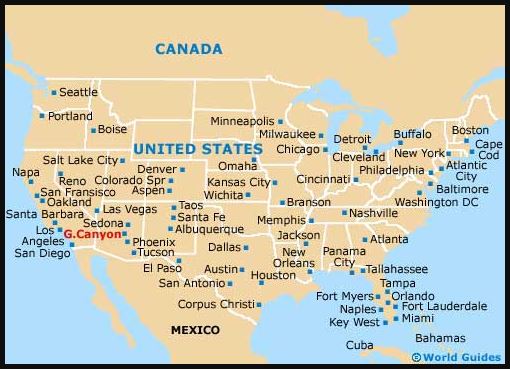 CANADA
Seattle
Portland
Boise
Minneapolis
Milwaukee
Chicago
Detroit
Cleveland
Buffalo
Boston
Cape
Cod
New York
Atlantic
City
Philadelphia
Baltimore
Washington DC
UNITED STATES
Salt Lake City
Napa
Reno
San Fransisco
Oakland
Santa Barbara
Los
Angeles
San Diego
Las Vegas
Sedona
G.Canyon
Phoenix
Tucson
Denver
Colorado Spr
Aspen
Taos
Santa Fe
Albuquerque
El Paso
Omaha
Kansas City
Wichita
Cincinnati
Branson
Nashville
Memphis
Jackson
Atlanta
Dallas
New
Orleans
Panama
City
Tallahassee
Austin
Houston
San Antonio
Corpus Christi
Tampa
Orlando
Fort Myers
Fort Lauderdale
Naples
Miami
Key West
MEXICO
Cuba
Bahamas
© World Guides